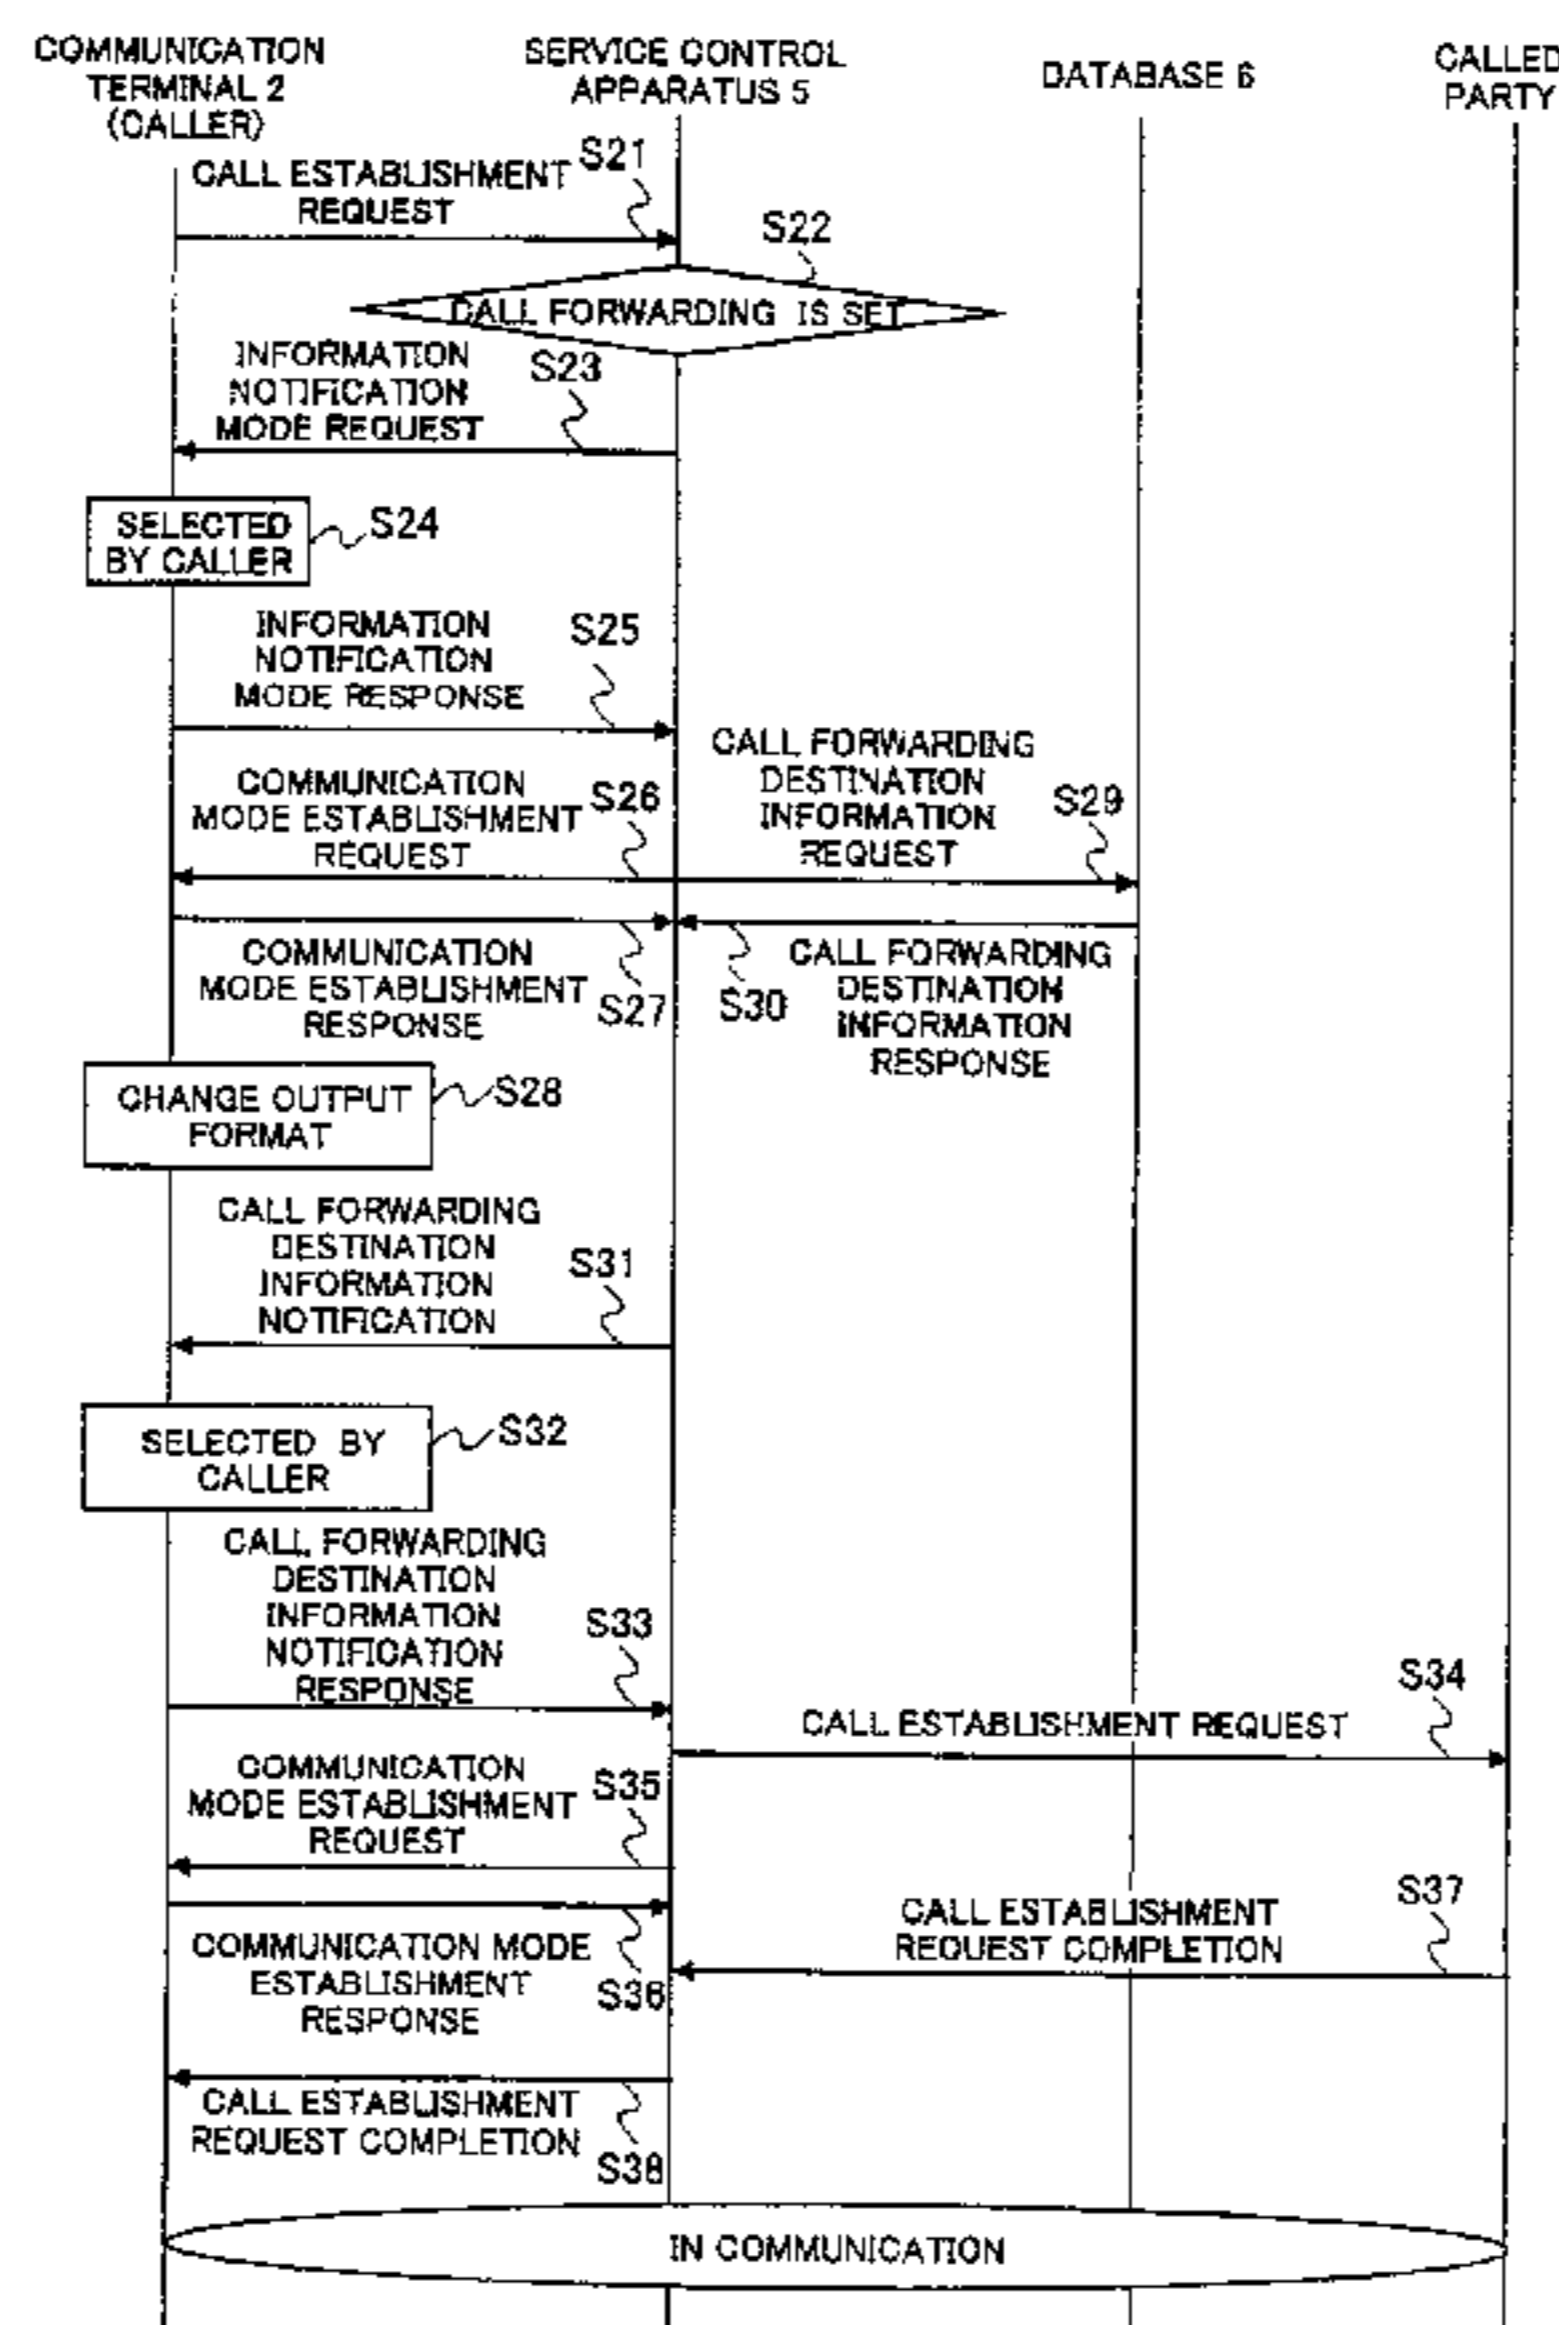 COMMUNICATION
TERMINAL 2
(CALLER)
SERVICE CONTROL
APPARATUS 5
DATABASE 6
CALLED
PARTY
CALL ESTABLISHMENT
REQUEST
S21
S22
CALL FORWARDING IS SET
INFORMATION
NOTIFICATION
MODE REQUEST
S23
SELECTED
BY CALLER
S24
INFORMATION
NOTIFICATION
MODE RESPONSE
S25
COMMUNICATION
MODE ESTABLISHMENT
REQUEST
S26
CALL FORWARDING
DESTINATION
INFORMATION
REQUEST
S29
COMMUNICATION
MODE ESTABLISHMENT
RESPONSE
S27
S30
CALL FORWARDING
DESTINATION
INFORMATION
RESPONSE
CHANGE OUTPUT
FORMAT
S28
CALL FORWARDING
DESTINATION
INFORMATION
NOTIFICATION
S31
SELECTED BY
CALLER
S32
CALL FORWARDING
DESTINATION
INFORMATION
NOTIFICATION
RESPONSE
S33
S34
CALL ESTABLISHMENT REQUEST
COMMUNICATION
MODE ESTABLISHMENT
REQUEST
S35
S37
CALL ESTABLISHMENT
REQUEST COMPLETION
COMMUNICATION MODE
ESTABLISHMENT
RESPONSE
S36
CALL ESTABLISHMENT
REQUEST COMPLETION
S38
IN COMMUNICATION